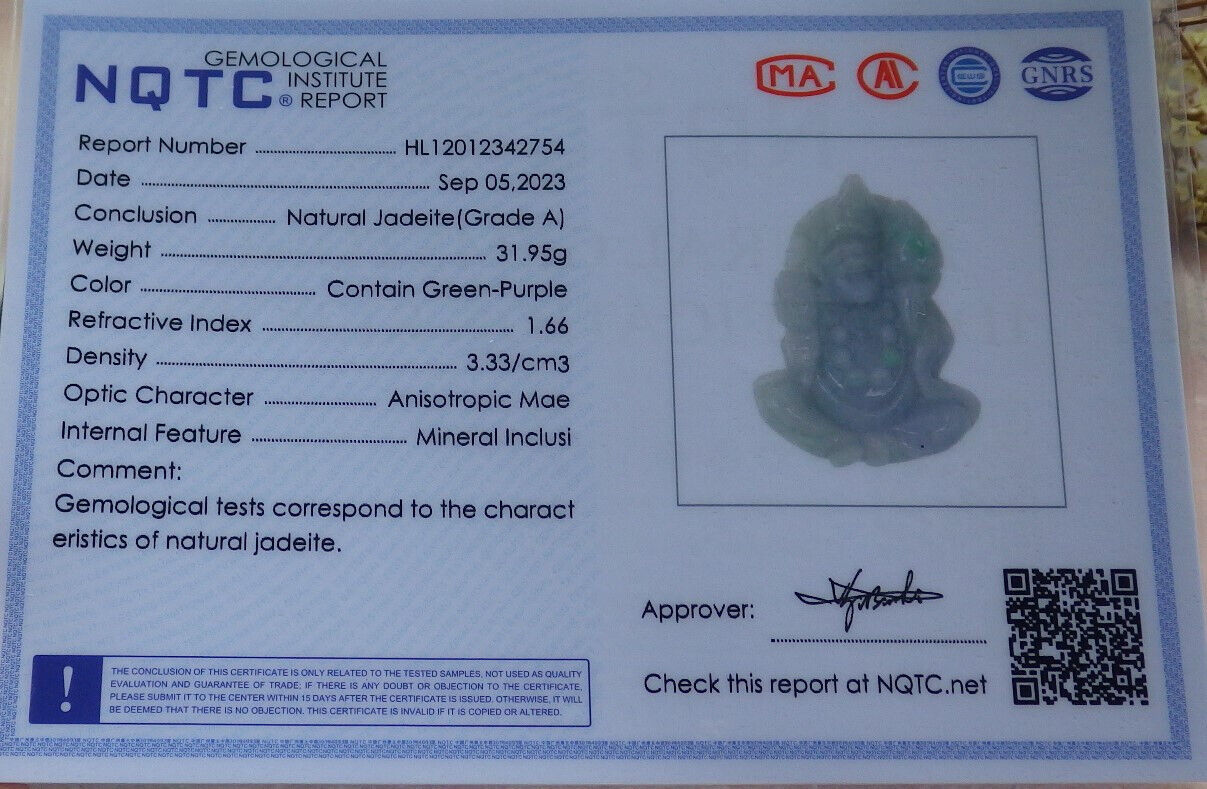 NQTC® GEMOLOGICAL
INSTITUTE
REPORT
MA
GNRS
Report Number ........ HL12012342754
Date ........ Sep 05,2023
Conclusion ........ Natural Jadeite(Grade A)
Weight ........ 31.95g
Color ........ Contain Green-Purple
Refractive Index ........ 1.66
Density ........ 3.33/cm3
Optic Character ........ Anisotropic Mae
Internal Feature ........ Mineral Inclusi
Comment:
Gemological tests correspond to the charact
eristics of natural jadeite.
Approver:
Check this report at NQTC.net
! THE CONCLUSION OF THIS CERTIFICATE IS ONLY RELATED TO THE TESTED SAMPLES, NOT USED AS QUALITY
EVALUATION AND GUARANTEE OF TRADE: IF THERE IS ANY DOUBT OR OBJECTION TO THE CERTIFICATE,
PLEASE SUBMIT IT TO THE CENTER WITHIN 15 DAYS AFTER THE CERTIFICATE IS ISSUED. OTHERWISE, IT WILL
BE DEEMED THAT THERE IS NO OBJECTION. THIS CERTIFICATE IS INVALID IF IT IS COPIED OR ALTERED.